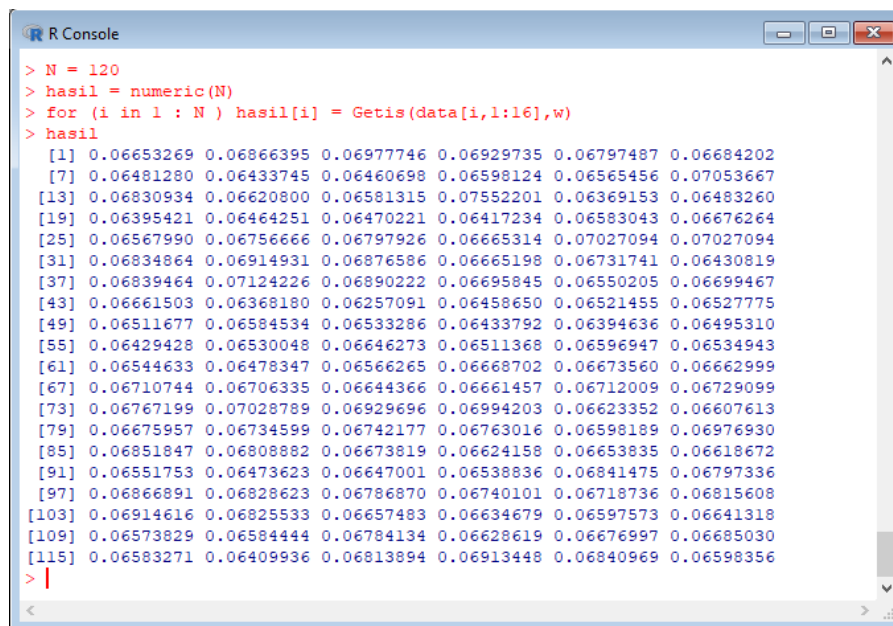 R Console
> N = 120
> hasil = numeric(N)
> for (i in 1 : N ) hasil[i] = Getis(data[i,1:16],w)
> hasil
[1] 0.06653269 0.06866395 0.06977746 0.06929735 0.06797487 0.06684202
[7] 0.06481280 0.06433745 0.06460698 0.06598124 0.06565456 0.07053667
[13] 0.06830934 0.06620800 0.06581315 0.07552201 0.06369153 0.06483260
[19] 0.06395421 0.06464251 0.06470221 0.06417234 0.06583043 0.06676264
[25] 0.06567990 0.06756666 0.06797926 0.06665314 0.07027094 0.07027094
[31] 0.06834864 0.06914931 0.06876586 0.06665198 0.06731741 0.06430819
[37] 0.06839464 0.07124226 0.06890222 0.06695845 0.06550205 0.06699467
[43] 0.06661503 0.06368180 0.06257091 0.06458650 0.06521455 0.06527775
[49] 0.06511677 0.06584534 0.06533286 0.06433792 0.06394636 0.06495310
[55] 0.06429428 0.06530048 0.06646273 0.06511368 0.06596947 0.06534943
[61] 0.06544633 0.06478347 0.06566265 0.06668702 0.06673560 0.06662999
[67] 0.06710744 0.06706335 0.06644366 0.06661457 0.06712009 0.06729099
[73] 0.06767199 0.07028789 0.06929696 0.06994203 0.06623352 0.06607613
[79] 0.06675957 0.06734599 0.06742177 0.06763016 0.06598189 0.06976930
[85] 0.06851847 0.06808882 0.06673819 0.06624158 0.06653835 0.06618672
[91] 0.06551753 0.06473623 0.06647001 0.06538836 0.06841475 0.06797336
[97] 0.06866891 0.06828623 0.06786870 0.06740101 0.06718736 0.06815608
[103] 0.06914616 0.06825533 0.06657483 0.06634679 0.06597573 0.06641318
[109] 0.06573829 0.06584444 0.06784134 0.06628619 0.06676997 0.06685030
[115] 0.06583271 0.06409936 0.06813894 0.06913448 0.06840969 0.06598356
>